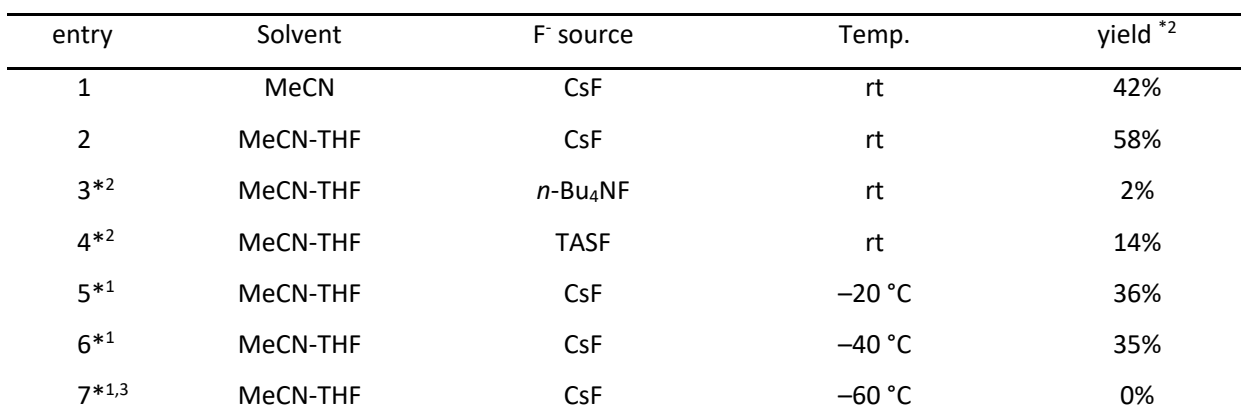 entry Solvent F⁻ source Temp. yield *²
1 MeCN CsF rt 42%
2 MeCN-THF CsF rt 58%
3*² MeCN-THF n-Bu₄NF rt 2%
4*² MeCN-THF TASF rt 14%
5*¹ MeCN-THF CsF –20 °C 36%
6*¹ MeCN-THF CsF –40 °C 35%
7*¹,³ MeCN-THF CsF –60 °C 0%